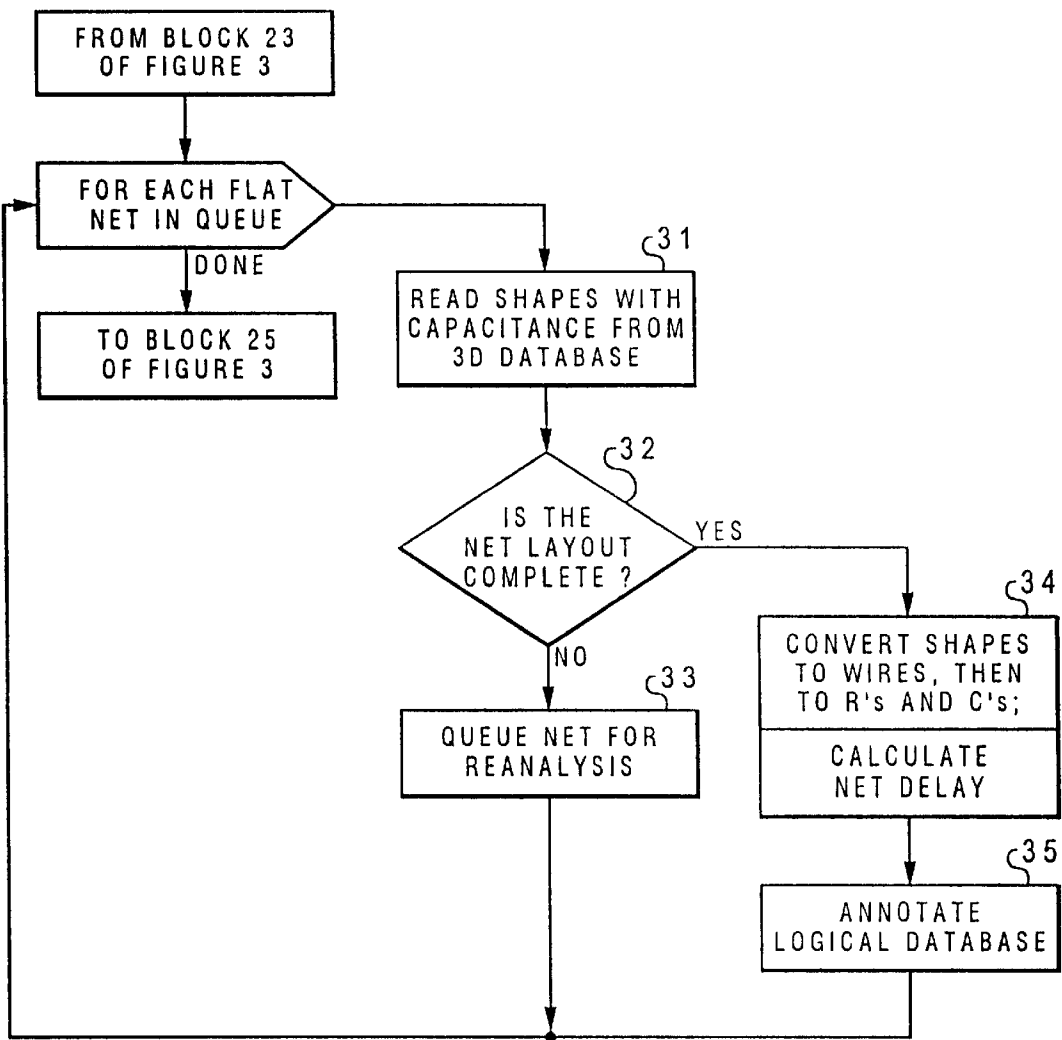 FROM BLOCK 23
OF FIGURE 3
FOR EACH FLAT
NET IN QUEUE
DONE
TO BLOCK 25
OF FIGURE 3
31
READ SHAPES WITH
CAPACITANCE FROM
3D DATABASE
32
IS THE
NET LAYOUT
COMPLETE ?
YES
NO
33
QUEUE NET FOR
REANALYSIS
34
CONVERT SHAPES
TO WIRES, THEN
TO R's AND C's;
CALCULATE
NET DELAY
35
ANNOTATE
LOGICAL DATABASE